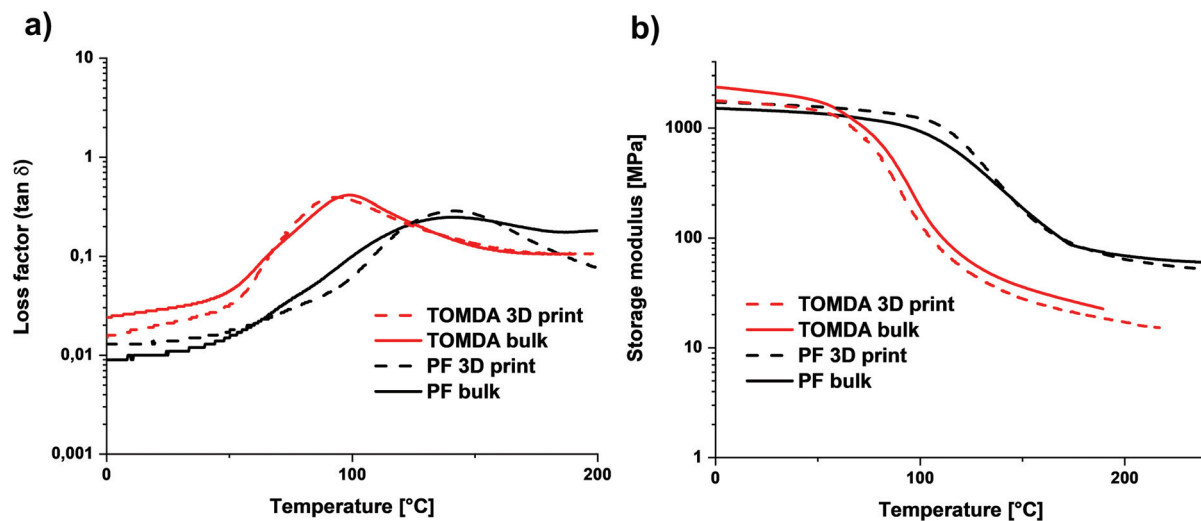 a)
10
1
0,1
0,01
0,001
Loss factor (tan δ)
TOMDA 3D print
TOMDA bulk
PF 3D print
PF bulk
0
100
200
Temperature [°C]
b)
1000
100
10
1
Storage modulus [MPa]
TOMDA 3D print
TOMDA bulk
PF 3D print
PF bulk
0
100
200
Temperature [°C]